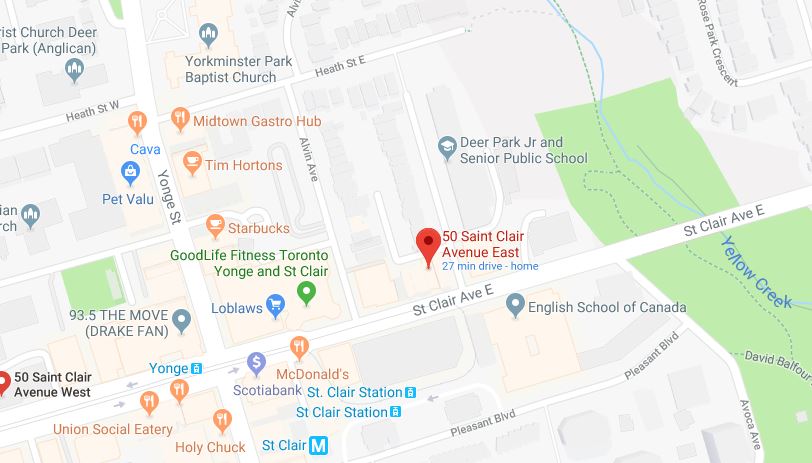 rist Church Deer
Park (Anglican)
Yorkminster Park
Baptist Church
Alvi
Rose Park Crescent
Heath St E
Heath St W
Midtown Gastro Hub
Cava
Tim Hortons
Alvin Ave
Deer Park Jr and
Senior Public School
Pet Valu
Yonge St
ian
rch
Starbucks
St Clair Ave E
50 Saint Clair
Avenue East
27 min drive - home
GoodLife Fitness Toronto
Yonge and St Clair
Yellow Creek
Loblaws
St Clair Ave E
English School of Canada
93.5 THE MOVE
(DRAKE FAN)
Yonge
McDonald's
Scotiabank
Pleasant Blvd
David Balfour
50 Saint Clair
Avenue West
St. Clair Station
St Clair Station
Pleasant Blvd
Avoca Ave
Union Social Eatery
Holy Chuck
St Clair M